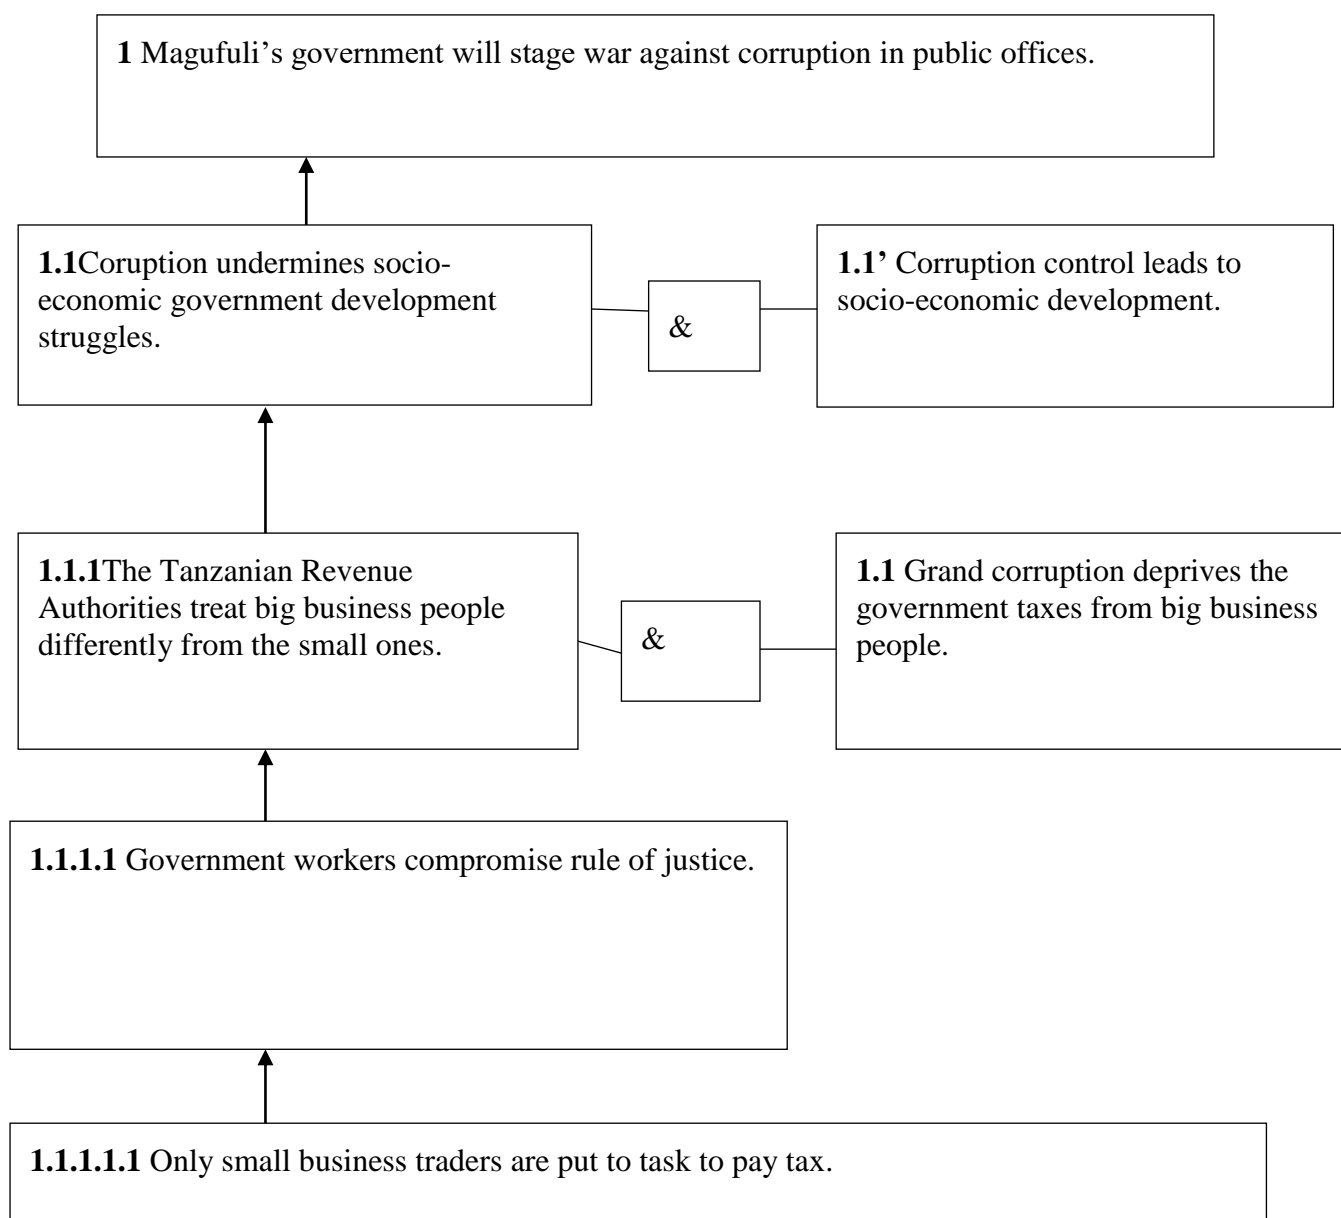 1 Magufuli’s government will stage war against corruption in public offices.
1.1Coruption undermines socio-
economic government development
struggles.
&
1.1’ Corruption control leads to
socio-economic development.
1.1.1The Tanzanian Revenue
Authorities treat big business people
differently from the small ones.
&
1.1 Grand corruption deprives the
government taxes from big business
people.
1.1.1.1 Government workers compromise rule of justice.
1.1.1.1.1 Only small business traders are put to task to pay tax.